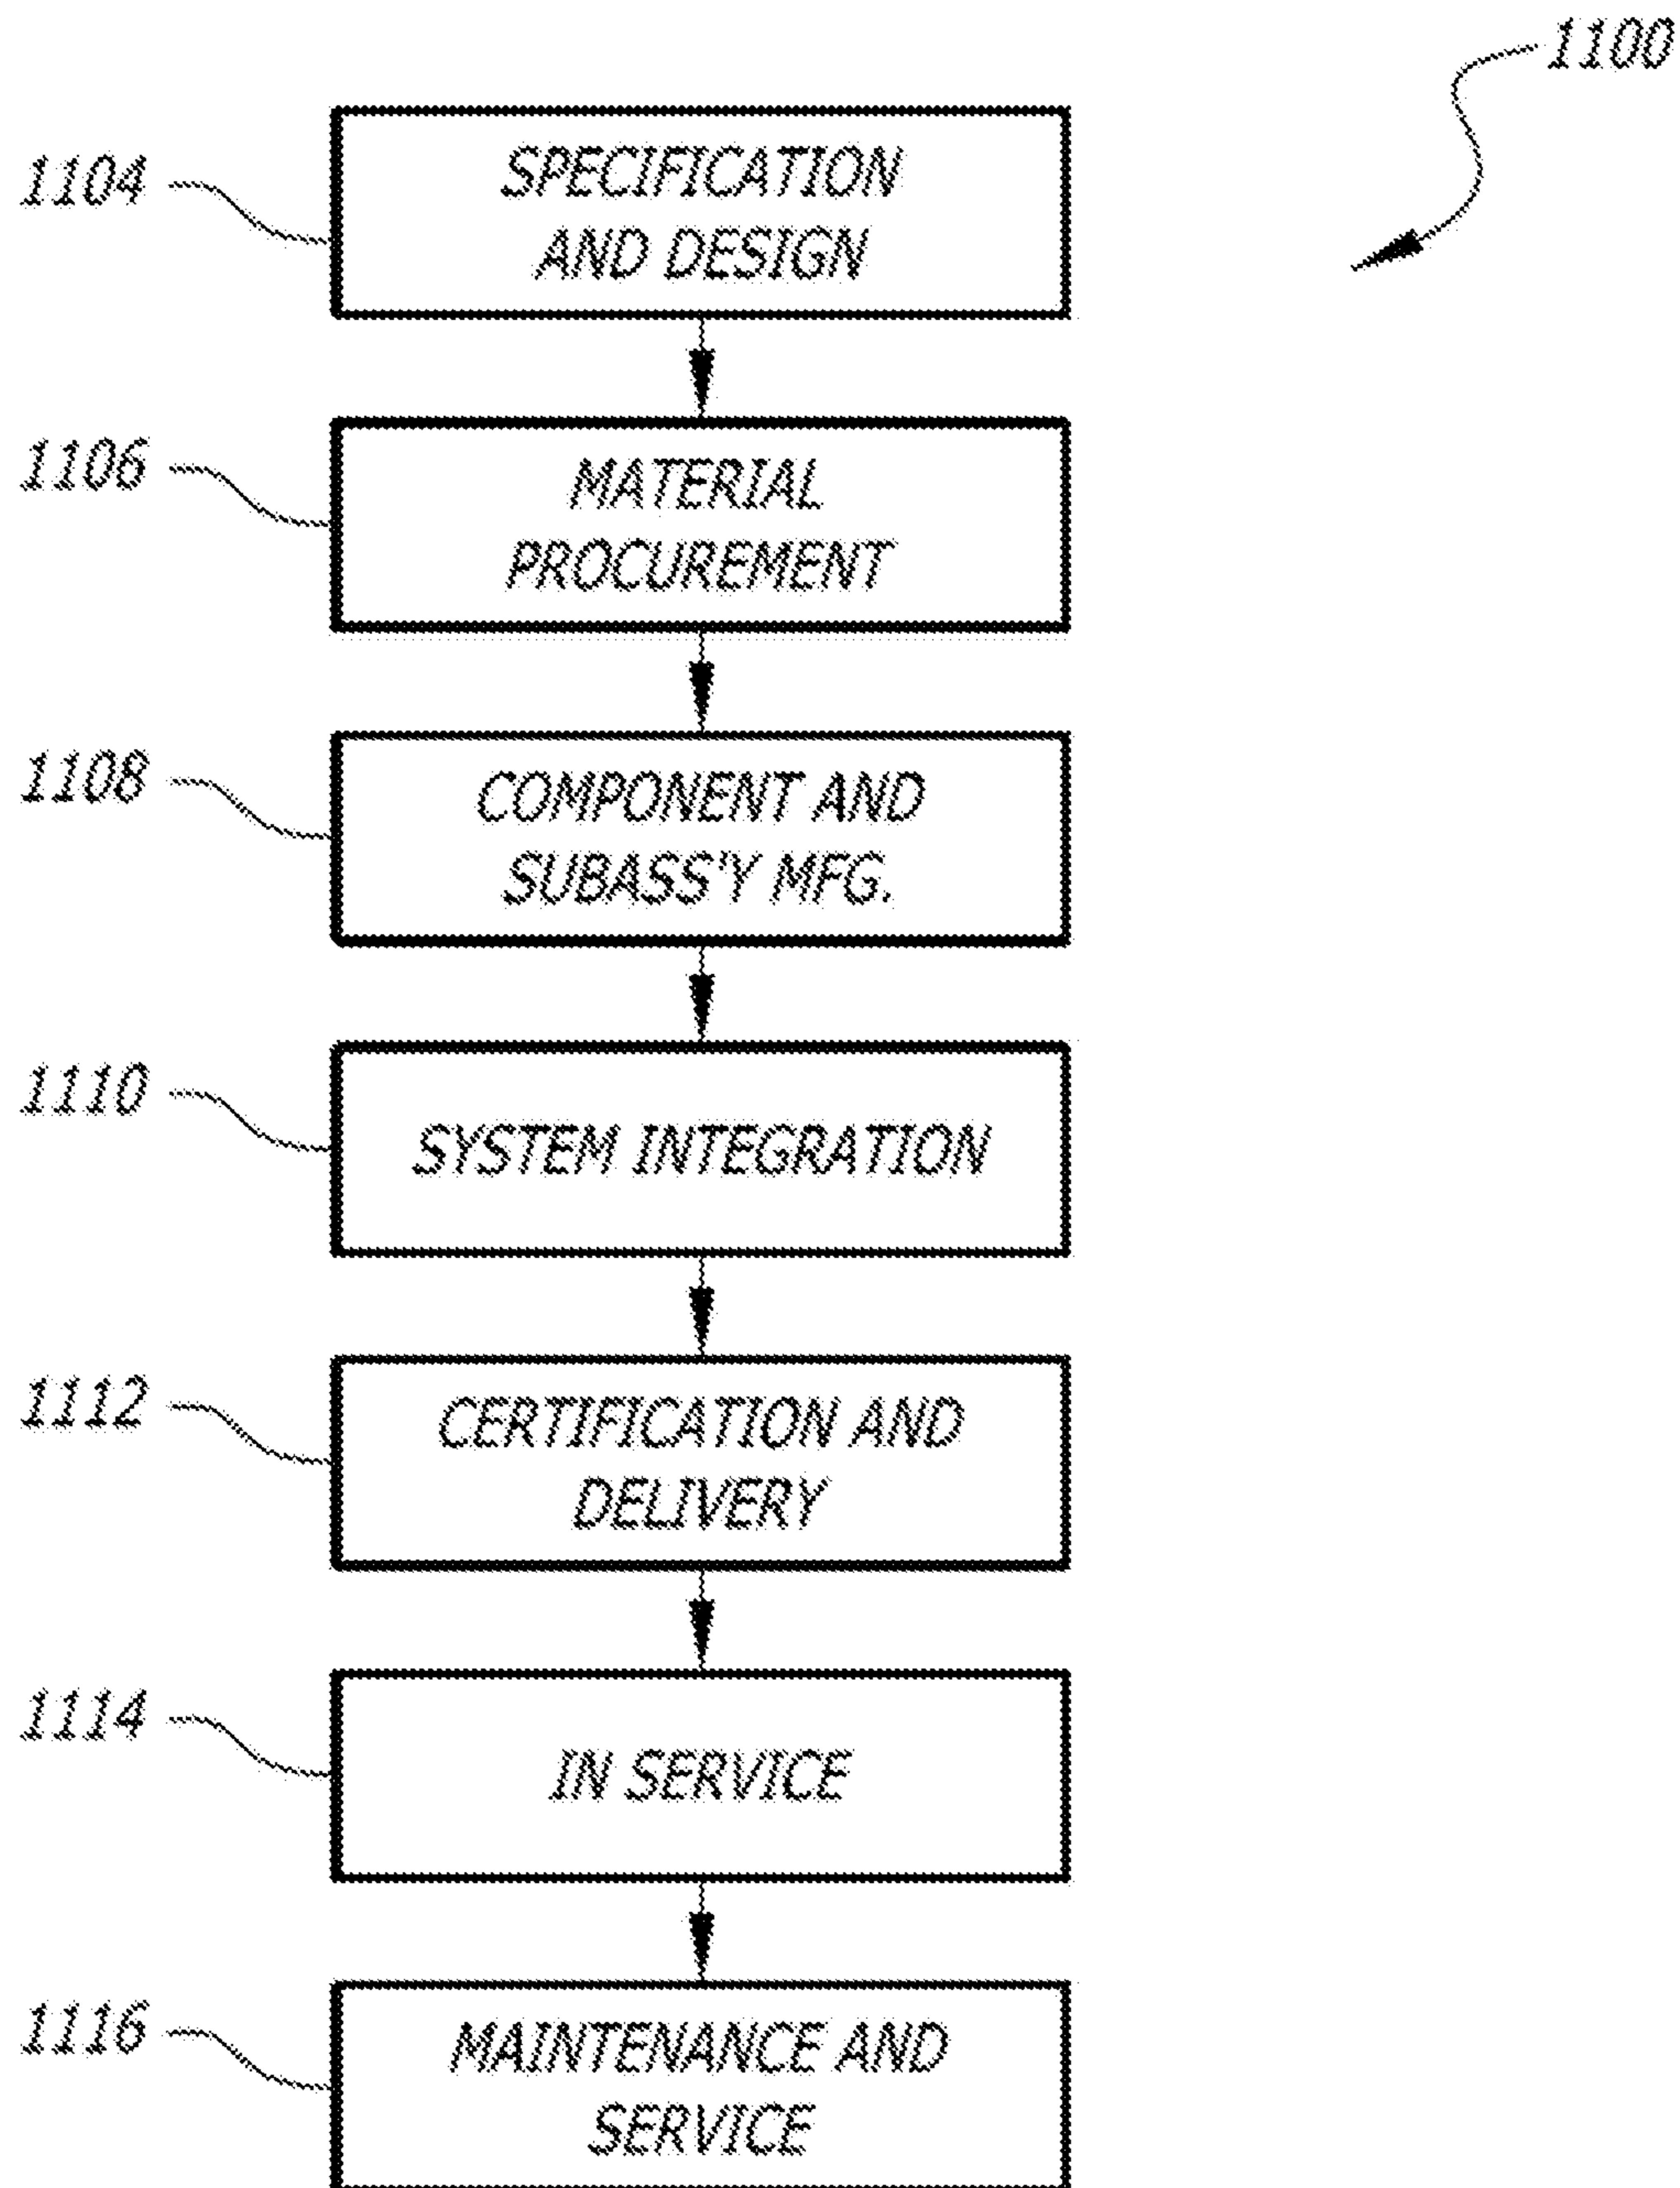 1100
1104
SPECIFICATION
AND DESIGN
1106
MATERIAL
PROCUREMENT
1108
COMPONENT AND
SUBASS'Y MFG.
1110
SYSTEM INTEGRATION
1112
CERTIFICATION AND
DELIVERY
1114
IN SERVICE
1116
MAINTENANCE AND
SERVICE